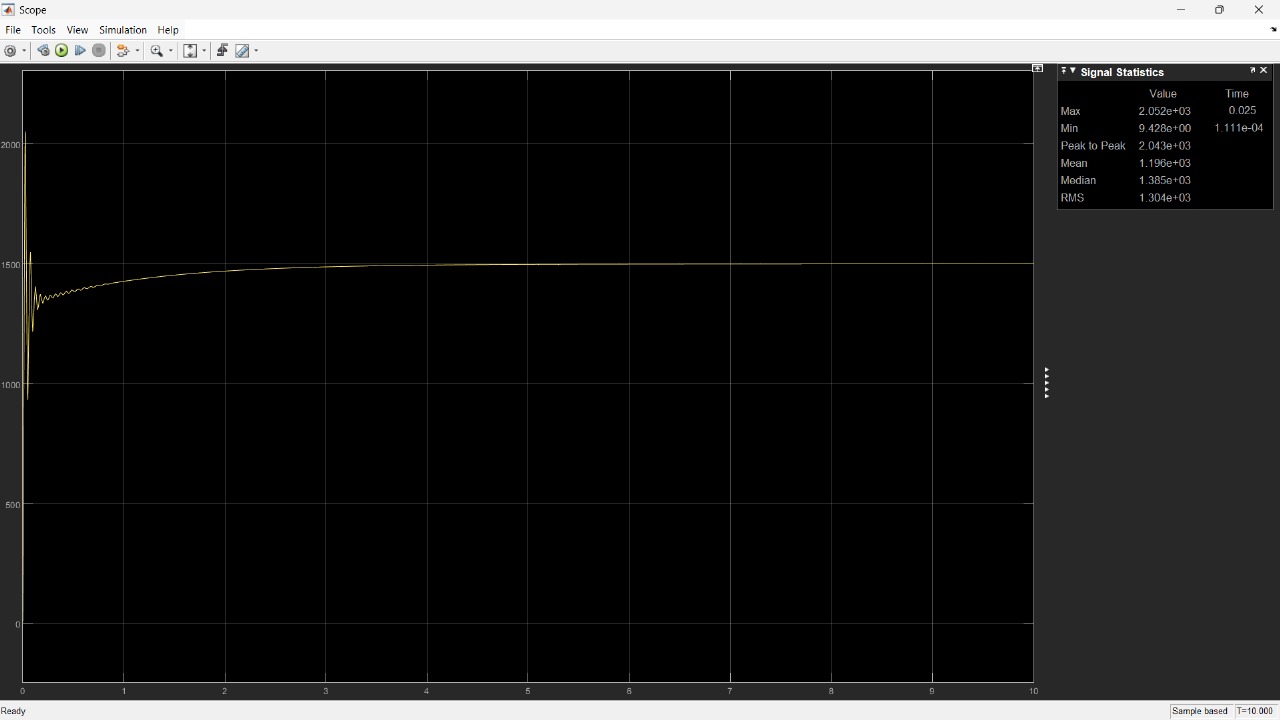 Scope
File Tools View Simulation Help
Signal Statistics
Value Time
Max 2.052e+03 0.025
Min 9.428e+00 1.111e-04
Peak to Peak 2.043e+03
Mean 1.196e+03
Median 1.385e+03
RMS 1.304e+03
2000
1500
1000
500
0
0 1 2 3 4 5 6 7 8 9 10
Ready Sample based T=10.000